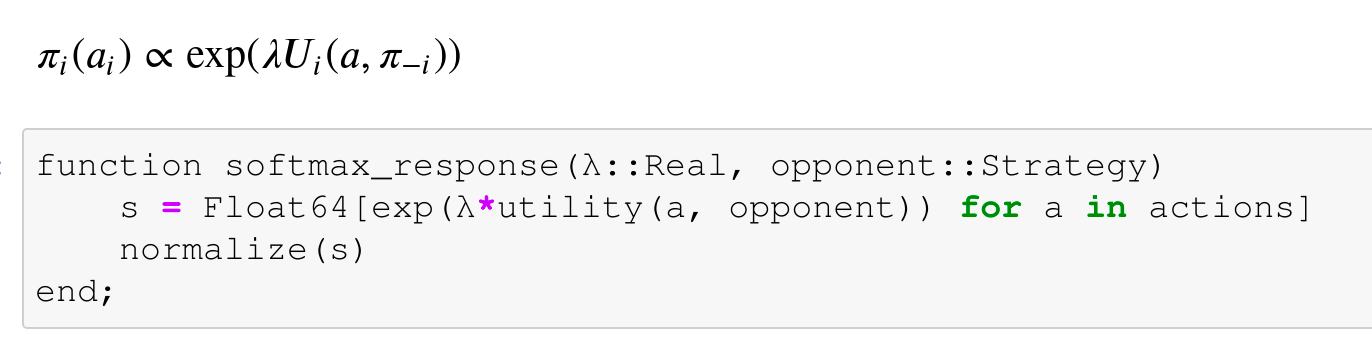 πᵢ(aᵢ) ∝ exp(λUᵢ(a, π₋ᵢ))
function softmax_response(λ::Real, opponent::Strategy)
    s = Float64[exp(λ*utility(a, opponent)) for a in actions]
    normalize(s)
end;